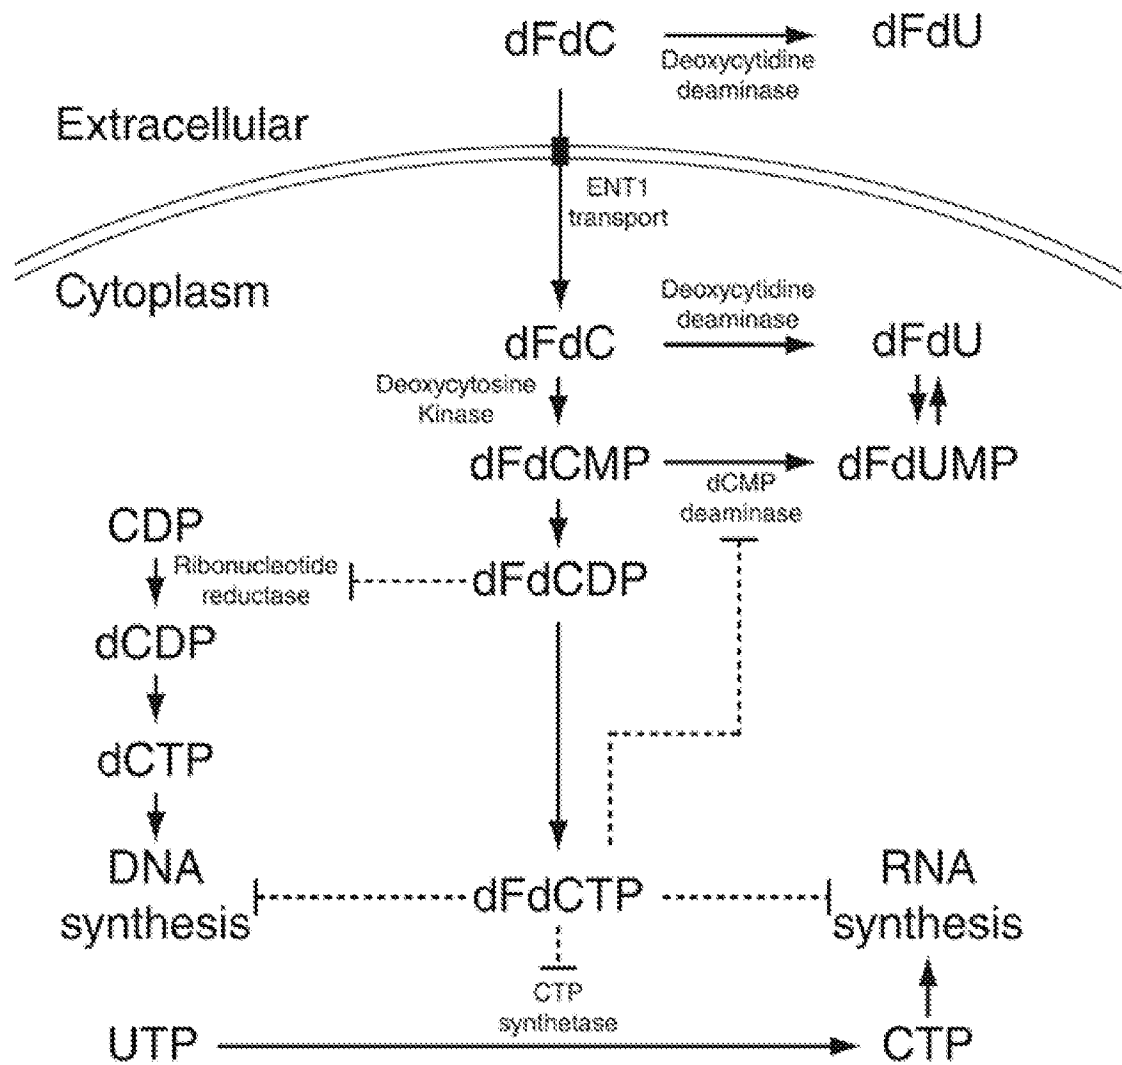 dFdC
dFdU
Deoxycytidine
deaminase
Extracellular
ENT1
transport
Cytoplasm
Deoxycytidine
deaminase
dFdC
dFdU
Deoxycytosine
Kinase
dFdCMP
dFdUMP
dCMP
deaminase
CDP
Ribonucleotide
reductase
dFdCDP
dCDP
dCTP
DNA
synthesis
dFdCTP
RNA
synthesis
CTP
synthetase
UTP
CTP